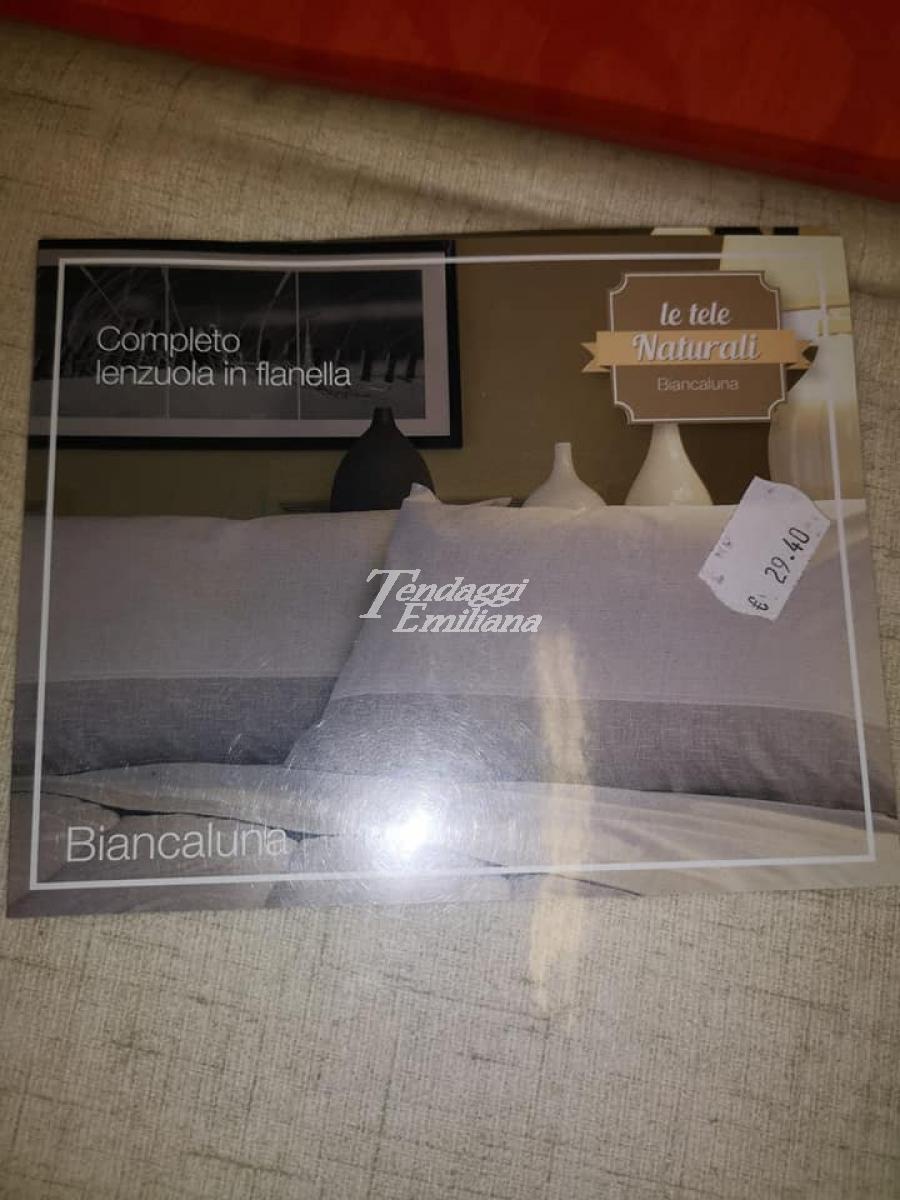 Completo
lenzuola in flanella
le tele
Naturali
Biancaluna
€ 29.40
Tendaggi
Emiliana
Biancaluna